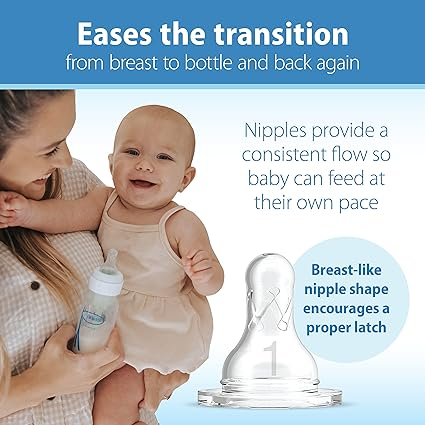 Eases the transition
from breast to bottle and back again
Nipples provide a
consistent flow so
baby can feed at
their own pace
Breast-like
nipple shape
encourages a
proper latch
1